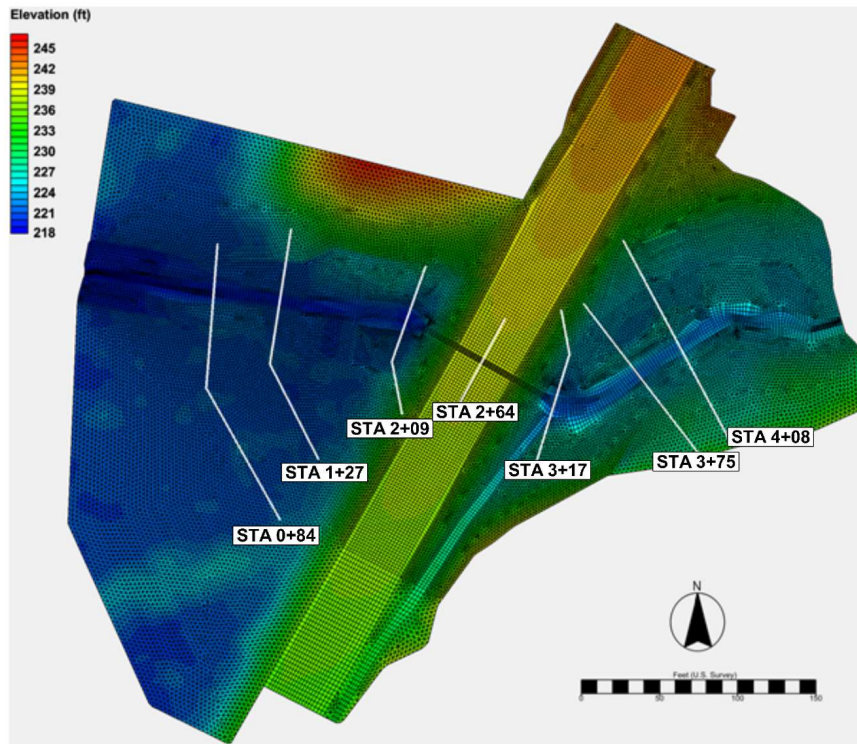 Elevation (ft)
245
242
239
236
233
230
227
224
221
218
STA 2+64
STA 2+09
STA 4+08
STA 3+75
STA 3+17
STA 1+27
STA 0+84
N
Feet (U.S. Survey)
0
50
100
150